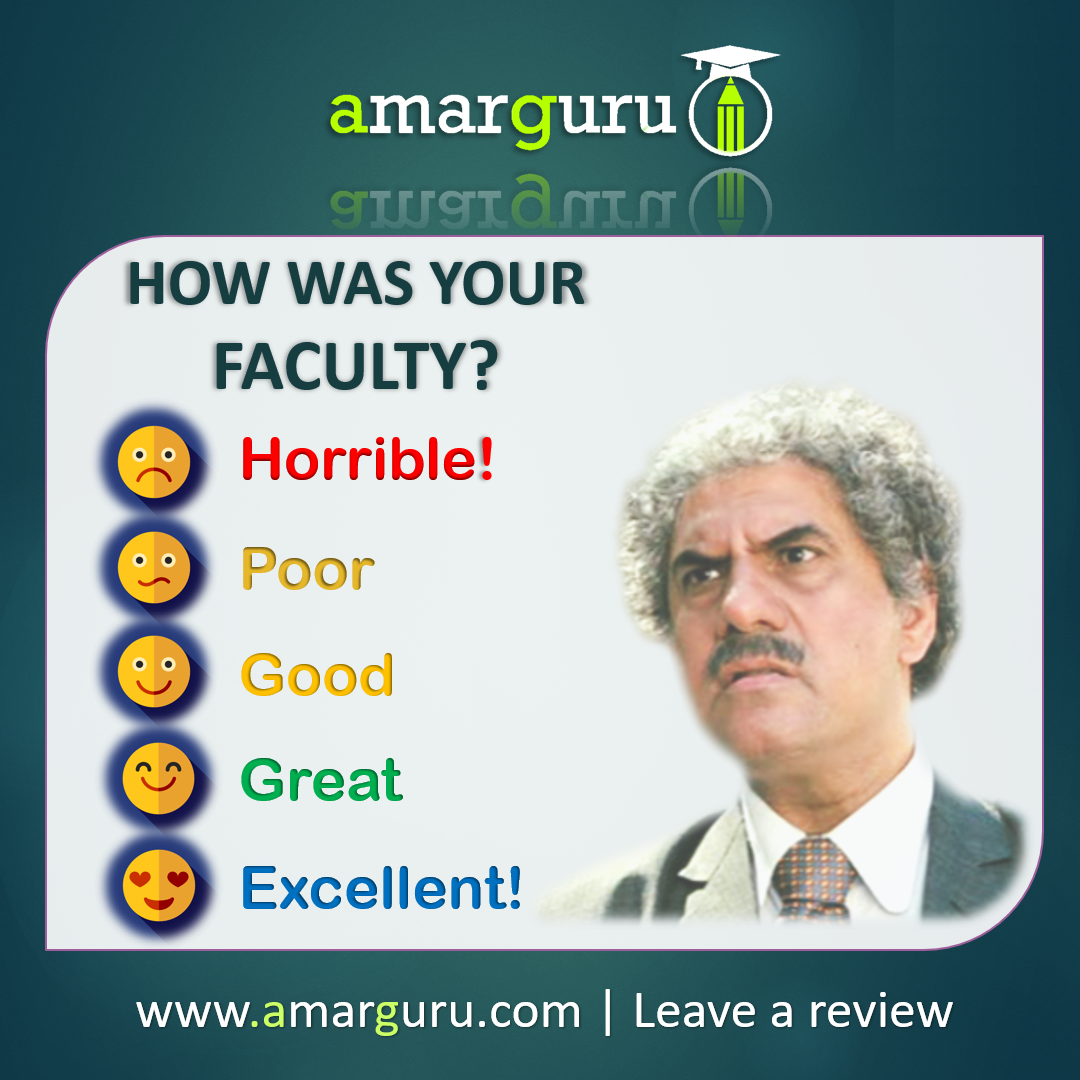 amarguru
HOW WAS YOUR
FACULTY?
Horrible!
Poor
Good
Great
Excellent!
www.amarguru.com | Leave a review